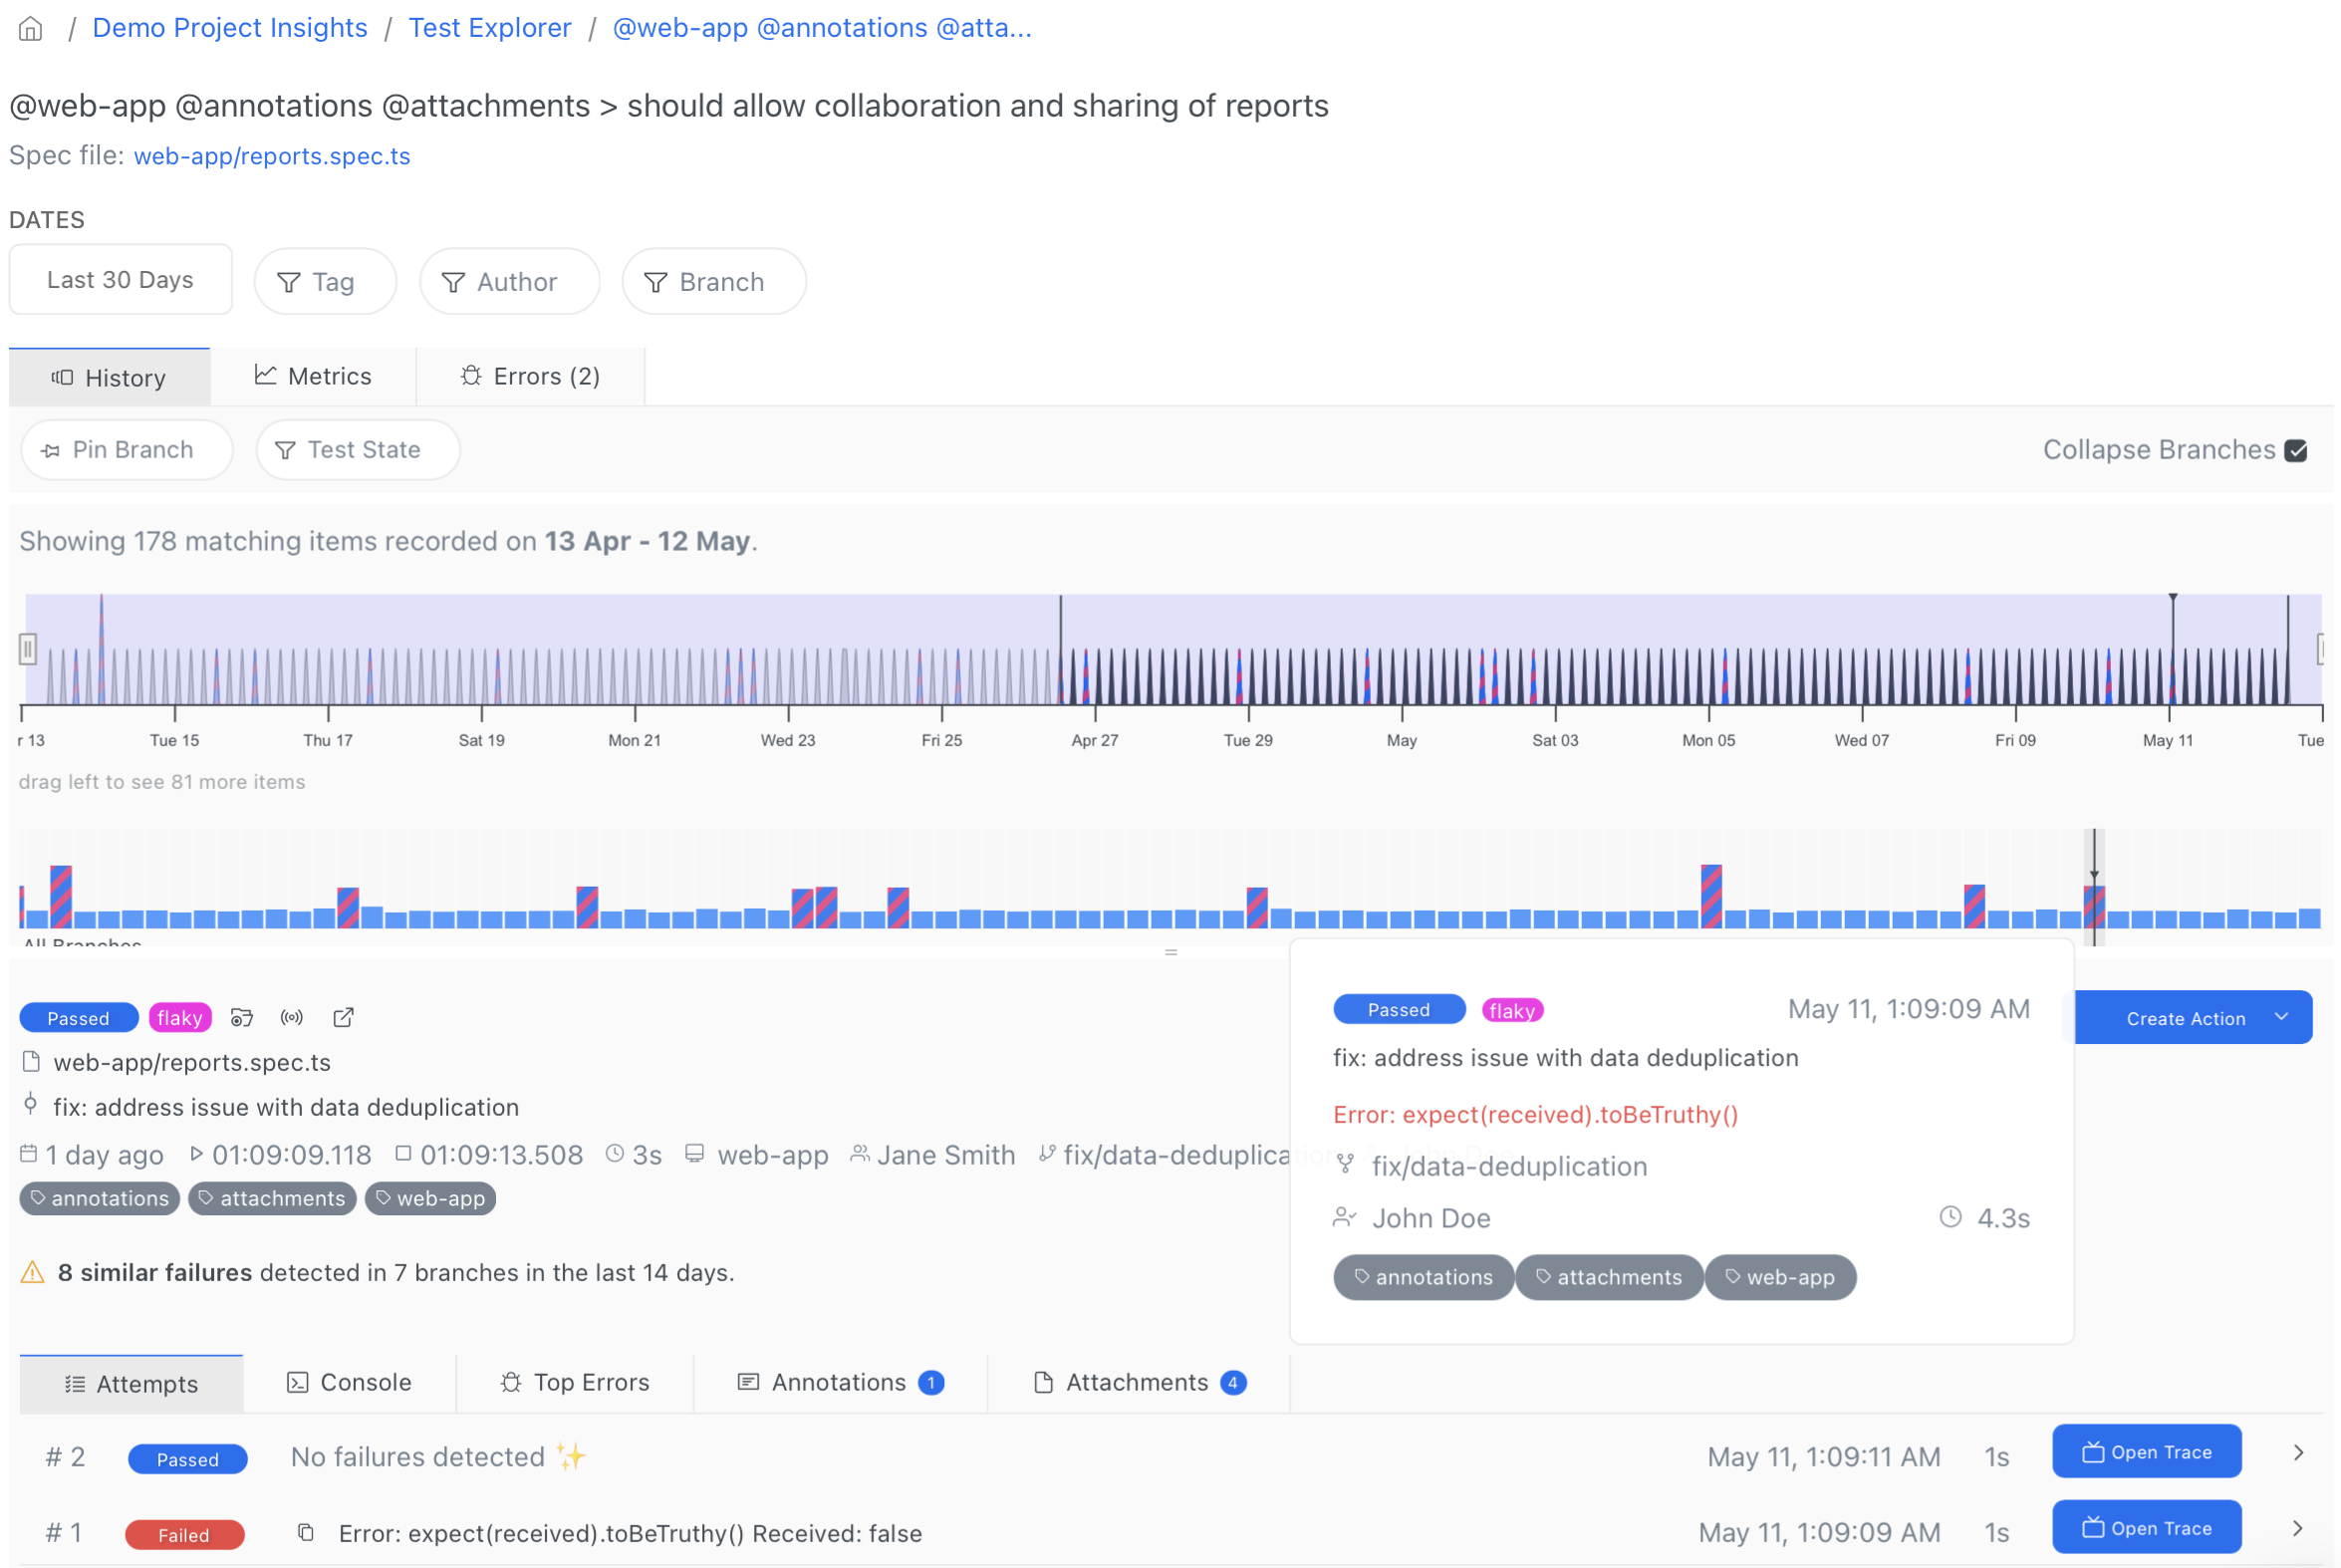 / Demo Project Insights / Test Explorer / @web-app @annotations @atta...
@web-app @annotations @attachments > should allow collaboration and sharing of reports
Spec file: web-app/reports.spec.ts
DATES
Last 30 Days Tag Author Branch
History Metrics Errors (2)
Pin Branch Test State Collapse Branches
Showing 178 matching items recorded on 13 Apr - 12 May.
r 13 Tue 15 Thu 17 Sat 19 Mon 21 Wed 23 Fri 25 Apr 27 Tue 29 May Sat 03 Mon 05 Wed 07 Fri 09 May 11 Tue
drag left to see 81 more items
All Branches
Passed flaky
web-app/reports.spec.ts
fix: address issue with data deduplication
1 day ago 01:09:09.118 01:09:13.508 3s web-app Jane Smith fix/data-deduplication
annotations attachments web-app
8 similar failures detected in 7 branches in the last 14 days.
Passed flaky May 11, 1:09:09 AM
fix: address issue with data deduplication
Error: expect(received).toBeTruthy()
fix/data-deduplication
John Doe 4.3s
annotations attachments web-app
Create Action
Attempts Console Top Errors Annotations 1 Attachments 4
# 2 Passed No failures detected ✨ May 11, 1:09:11 AM 1s Open Trace
# 1 Failed Error: expect(received).toBeTruthy() Received: false May 11, 1:09:09 AM 1s Open Trace